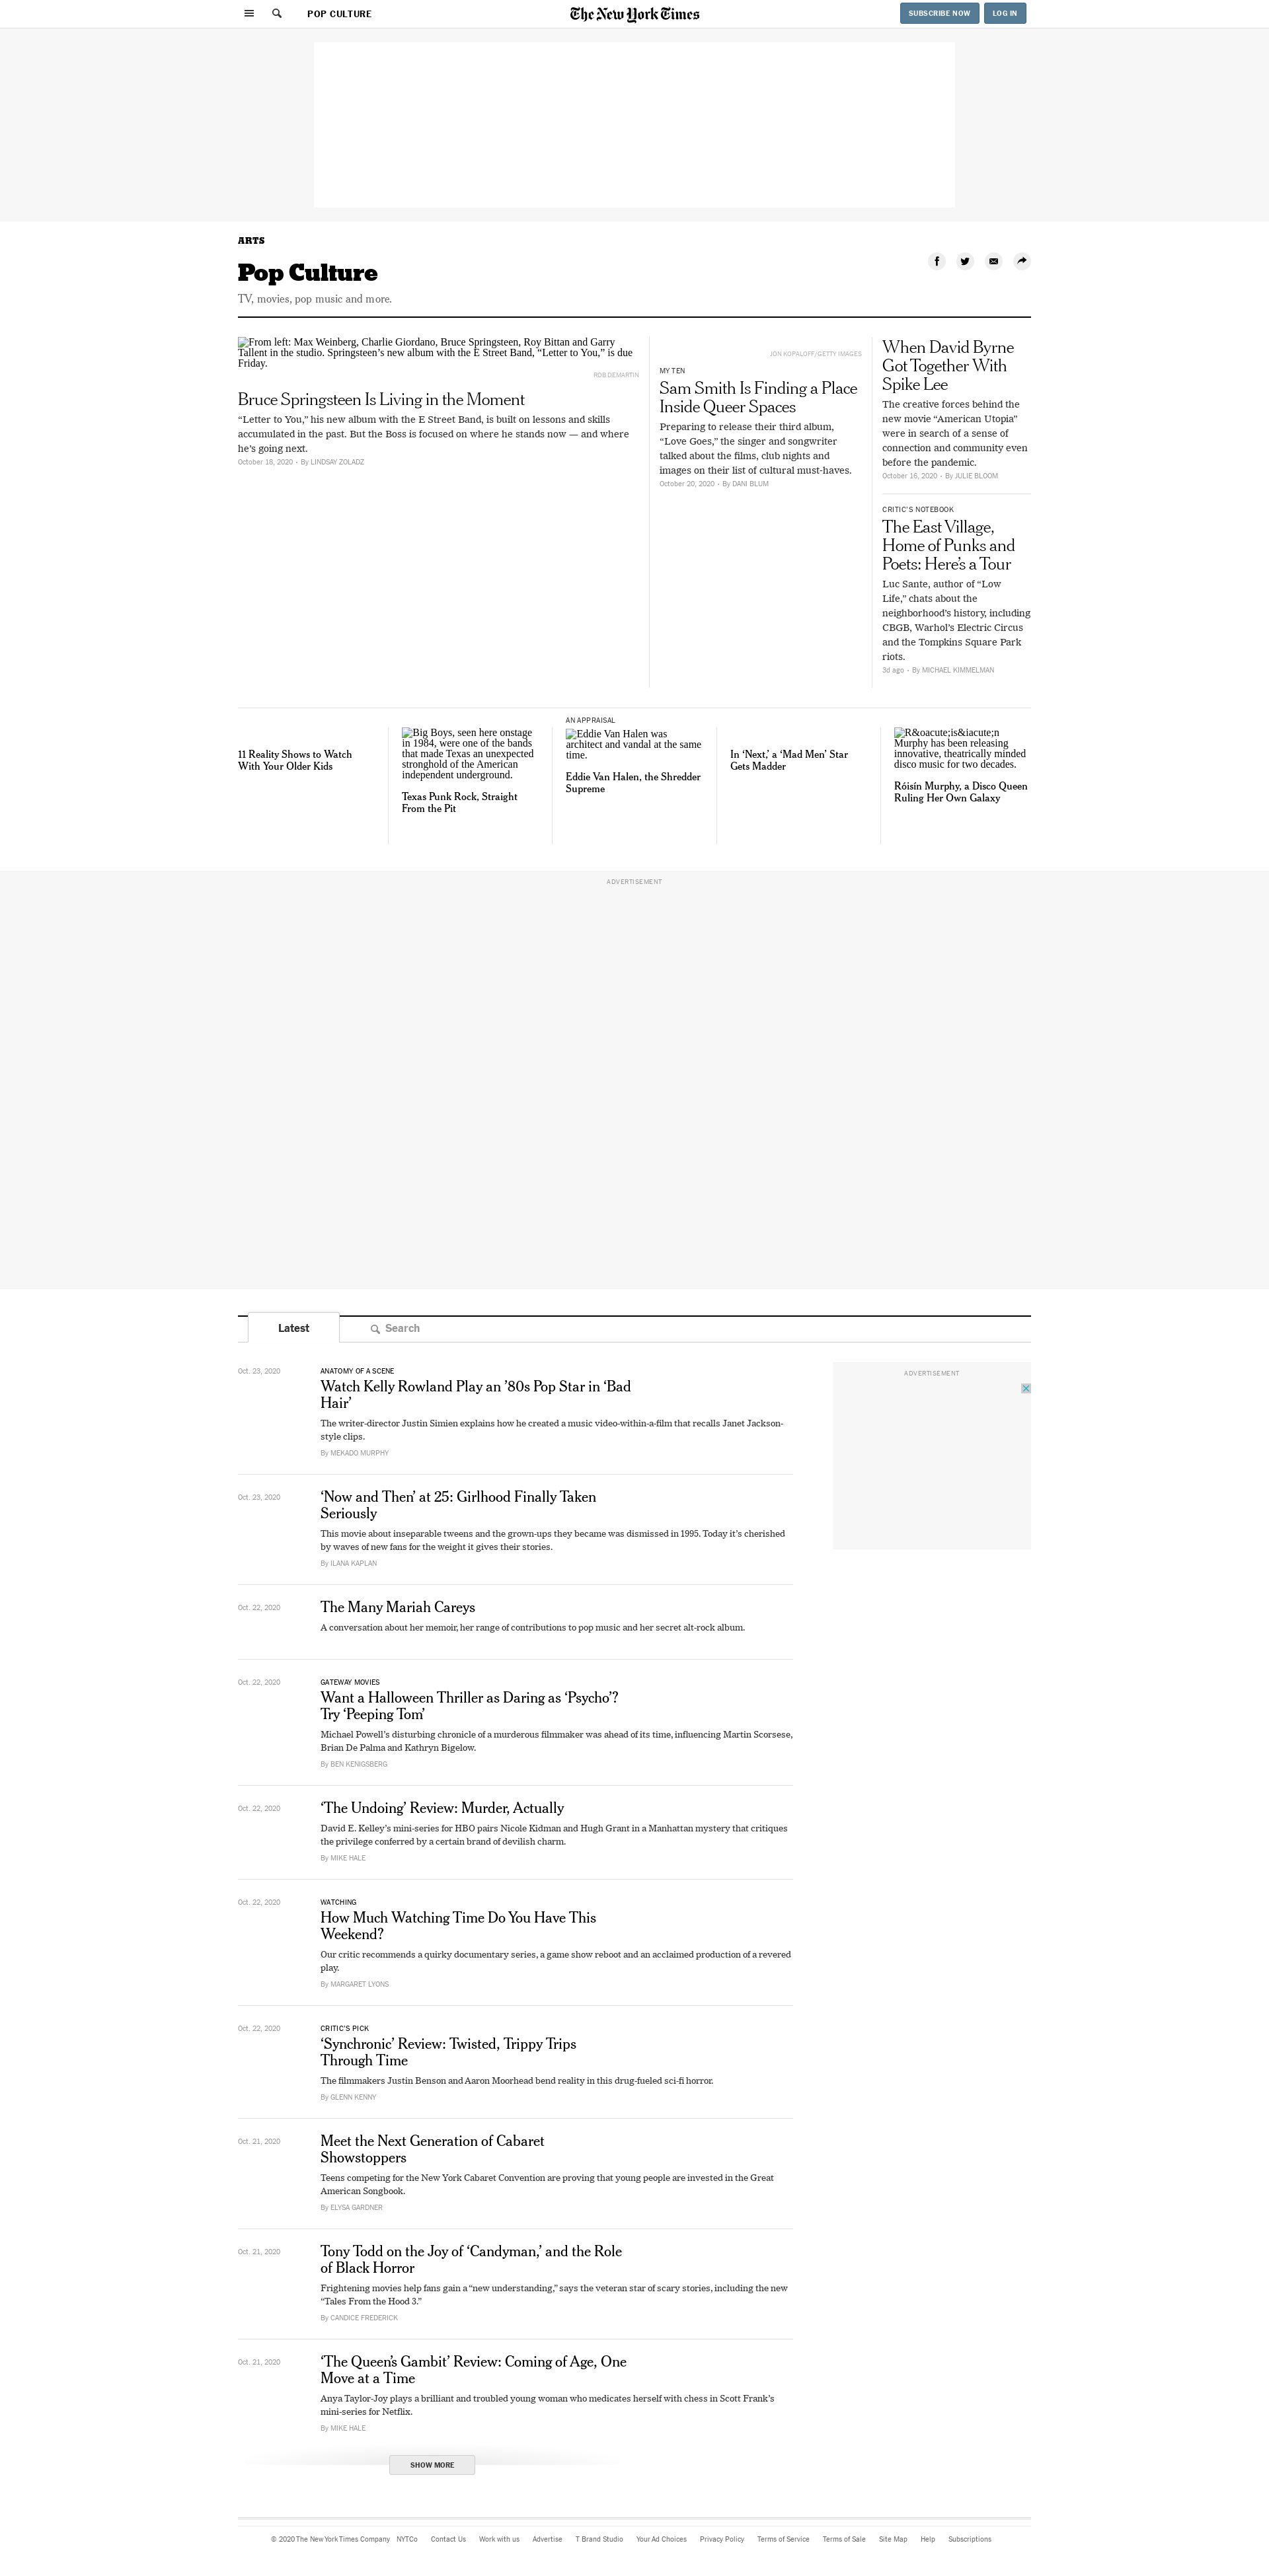 POP CULTURE
The New York Times
SUBSCRIBE NOW
LOG IN
ARTS
Pop Culture
TV, movies, pop music and more.
From left: Max Weinberg, Charlie Giordano, Bruce Springsteen, Roy Bittan and Garry
Tallent in the studio. Springsteen’s new album with the E Street Band, “Letter to You,” is due
Friday.
ROB DEMARTIN
Bruce Springsteen Is Living in the Moment
“Letter to You,” his new album with the E Street Band, is built on lessons and skills
accumulated in the past. But the Boss is focused on where he stands now — and where
he’s going next.
October 18, 2020 • By LINDSAY ZOLADZ
JON KOPALOFF/GETTY IMAGES
MY TEN
Sam Smith Is Finding a Place
Inside Queer Spaces
Preparing to release their third album,
“Love Goes,” the singer and songwriter
talked about the films, club nights and
images on their list of cultural must-haves.
October 20, 2020 • By DANI BLUM
When David Byrne
Got Together With
Spike Lee
The creative forces behind the
new movie “American Utopia”
were in search of a sense of
connection and community even
before the pandemic.
October 16, 2020 • By JULIE BLOOM
CRITIC’S NOTEBOOK
The East Village,
Home of Punks and
Poets: Here’s a Tour
Luc Sante, author of “Low
Life,” chats about the
neighborhood’s history, including
CBGB, Warhol’s Electric Circus
and the Tompkins Square Park
riots.
3d ago • By MICHAEL KIMMELMAN
11 Reality Shows to Watch
With Your Older Kids
Big Boys, seen here onstage
in 1984, were one of the bands
that made Texas an unexpected
stronghold of the American
independent underground.
Texas Punk Rock, Straight
From the Pit
AN APPRAISAL
Eddie Van Halen was
architect and vandal at the same
time.
Eddie Van Halen, the Shredder
Supreme
In ‘Next,’ a ‘Mad Men’ Star
Gets Madder
R&oacute;is&iacute;n
Murphy has been releasing
innovative, theatrically minded
disco music for two decades.
Róisín Murphy, a Disco Queen
Ruling Her Own Galaxy
ADVERTISEMENT
Latest
Search
ADVERTISEMENT
Oct. 23, 2020
ANATOMY OF A SCENE
Watch Kelly Rowland Play an ’80s Pop Star in ‘Bad
Hair’
The writer-director Justin Simien explains how he created a music video-within-a-film that recalls Janet Jackson-
style clips.
By MEKADO MURPHY
Oct. 23, 2020
‘Now and Then’ at 25: Girlhood Finally Taken
Seriously
This movie about inseparable tweens and the grown-ups they became was dismissed in 1995. Today it’s cherished
by waves of new fans for the weight it gives their stories.
By ILANA KAPLAN
Oct. 22, 2020
The Many Mariah Careys
A conversation about her memoir, her range of contributions to pop music and her secret alt-rock album.
Oct. 22, 2020
GATEWAY MOVIES
Want a Halloween Thriller as Daring as ‘Psycho’?
Try ‘Peeping Tom’
Michael Powell’s disturbing chronicle of a murderous filmmaker was ahead of its time, influencing Martin Scorsese,
Brian De Palma and Kathryn Bigelow.
By BEN KENIGSBERG
Oct. 22, 2020
‘The Undoing’ Review: Murder, Actually
David E. Kelley’s mini-series for HBO pairs Nicole Kidman and Hugh Grant in a Manhattan mystery that critiques
the privilege conferred by a certain brand of devilish charm.
By MIKE HALE
Oct. 22, 2020
WATCHING
How Much Watching Time Do You Have This
Weekend?
Our critic recommends a quirky documentary series, a game show reboot and an acclaimed production of a revered
play.
By MARGARET LYONS
Oct. 22, 2020
CRITIC’S PICK
‘Synchronic’ Review: Twisted, Trippy Trips
Through Time
The filmmakers Justin Benson and Aaron Moorhead bend reality in this drug-fueled sci-fi horror.
By GLENN KENNY
Oct. 21, 2020
Meet the Next Generation of Cabaret
Showstoppers
Teens competing for the New York Cabaret Convention are proving that young people are invested in the Great
American Songbook.
By ELYSA GARDNER
Oct. 21, 2020
Tony Todd on the Joy of ‘Candyman,’ and the Role
of Black Horror
Frightening movies help fans gain a “new understanding,” says the veteran star of scary stories, including the new
“Tales From the Hood 3.”
By CANDICE FREDERICK
Oct. 21, 2020
‘The Queen’s Gambit’ Review: Coming of Age, One
Move at a Time
Anya Taylor-Joy plays a brilliant and troubled young woman who medicates herself with chess in Scott Frank’s
mini-series for Netflix.
By MIKE HALE
SHOW MORE
© 2020 The New York Times Company NYTCo Contact Us Work with us Advertise T Brand Studio Your Ad Choices Privacy Policy Terms of Service Terms of Sale Site Map Help Subscriptions